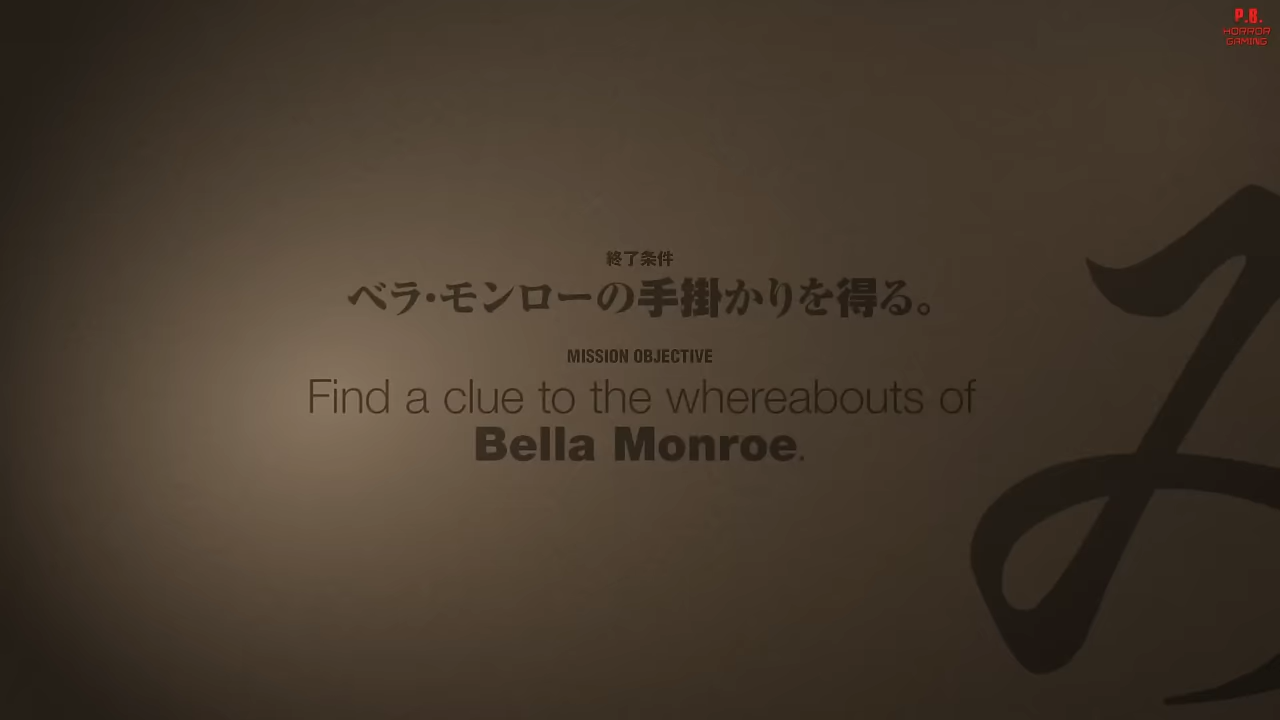 P.B.
HORROR
GAMING
終了条件
ベラ・モンローの手掛かりを得る。
MISSION OBJECTIVE
Find a clue to the whereabouts of
Bella Monroe.